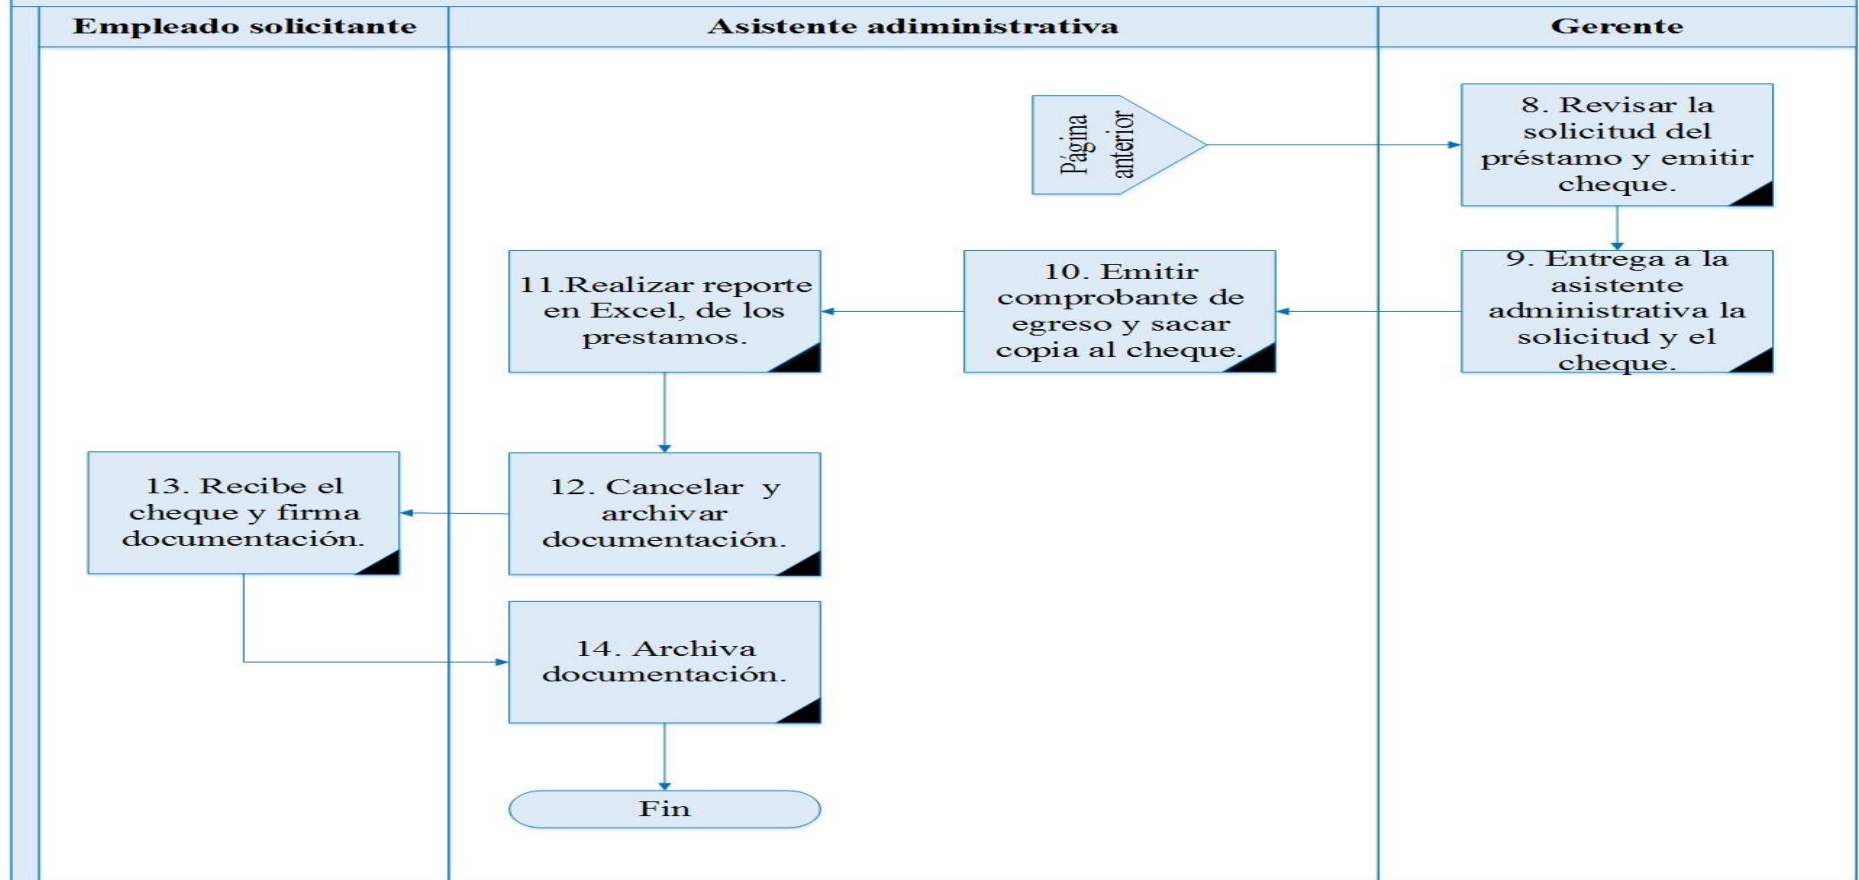 Empleado solicitante
Asistente adiministrativa
Gerente
Página
anterior
8. Revisar la
solicitud del
préstamo y emitir
cheque.
9. Entrega a la
asistente
administrativa la
solicitud y el
cheque.
10. Emitir
comprobante de
egreso y sacar
copia al cheque.
11.Realizar reporte
en Excel, de los
prestamos.
12. Cancelar y
archivar
documentación.
13. Recibe el
cheque y firma
documentación.
14. Archiva
documentación.
Fin